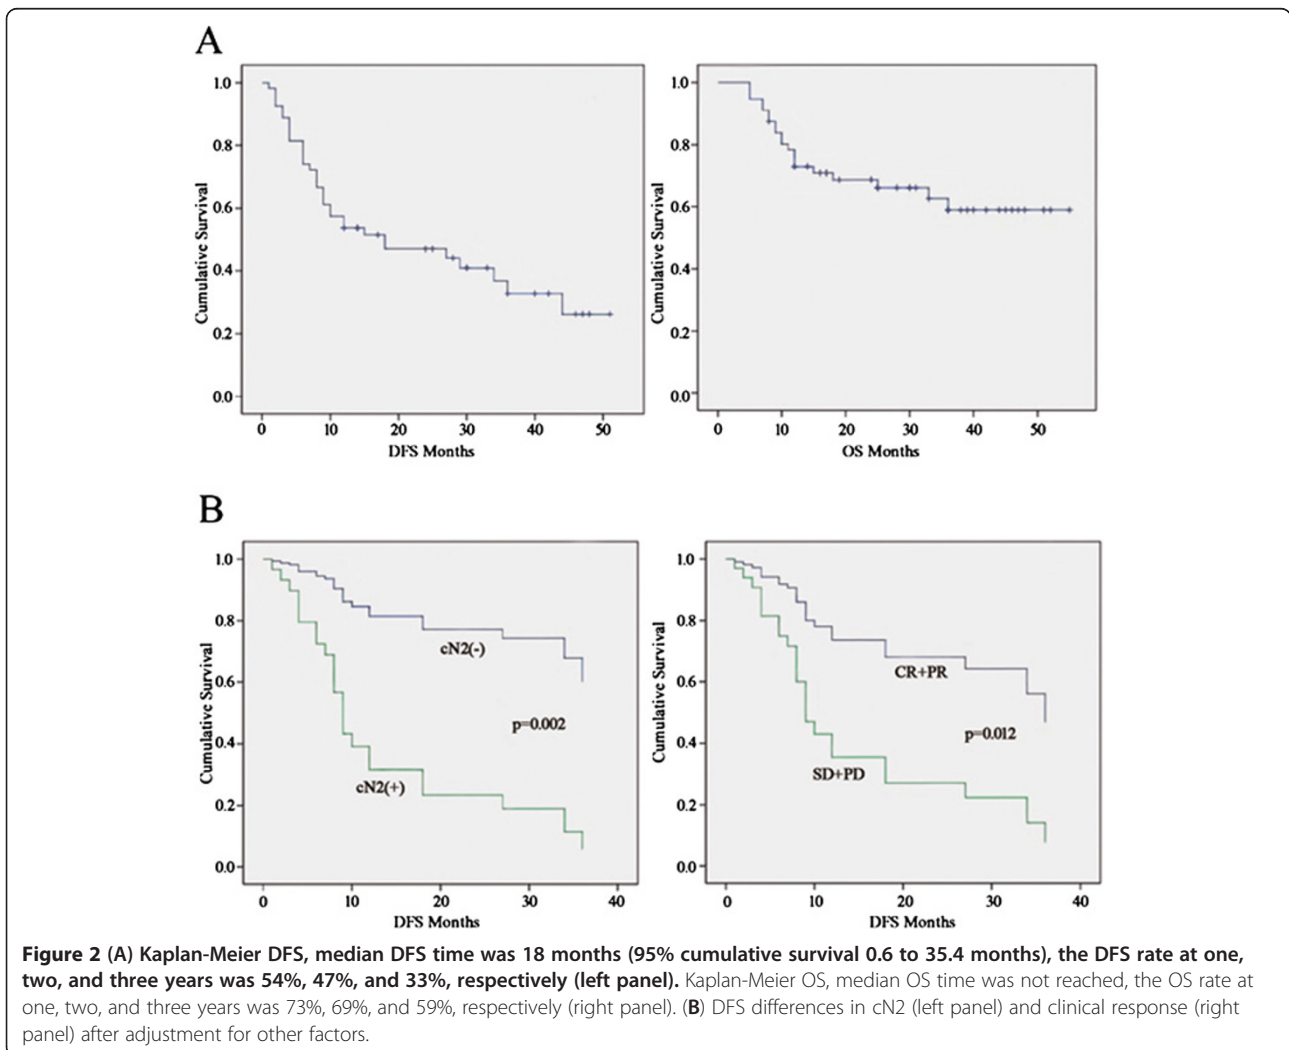 A
1.0
0.8
0.6
0.4
0.2
0.0
Cumulative Survival
0 10 20 30 40 50
DFS Months
1.0
0.8
0.6
0.4
0.2
0.0
Cumulative Survival
0 10 20 30 40 50
OS Months
B
1.0
0.8
0.6
0.4
0.2
0.0
Cumulative Survival
cN2(-)
p=0.002
cN2(+)
0 10 20 30 40
DFS Months
1.0
0.8
0.6
0.4
0.2
0.0
Cumulative Survival
CR+PR
p=0.012
SD+PD
0 10 20 30 40
DFS Months
Figure 2 (A) Kaplan-Meier DFS, median DFS time was 18 months (95% cumulative survival 0.6 to 35.4 months), the DFS rate at one,
two, and three years was 54%, 47%, and 33%, respectively (left panel). Kaplan-Meier OS, median OS time was not reached, the OS rate at
one, two, and three years was 73%, 69%, and 59%, respectively (right panel). (B) DFS differences in cN2 (left panel) and clinical response (right
panel) after adjustment for other factors.